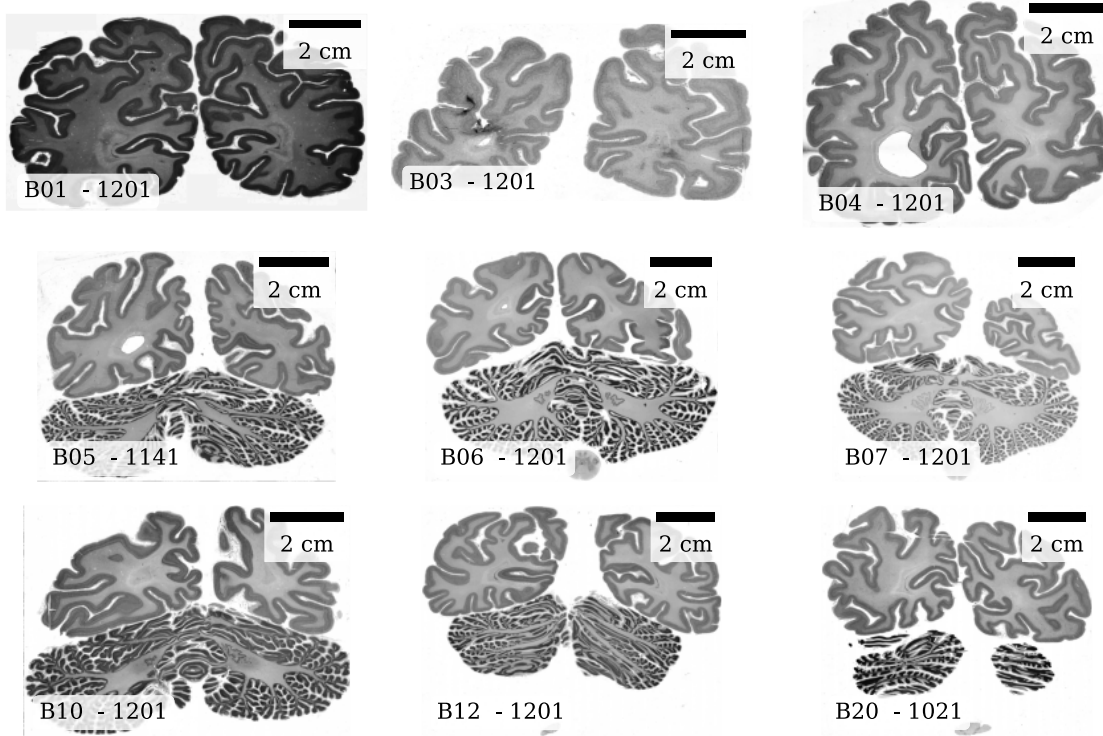 2 cm
B01 - 1201
2 cm
B03 - 1201
2 cm
B04 - 1201
2 cm
B05 - 1141
2 cm
B06 - 1201
2 cm
B07 - 1201
2 cm
B10 - 1201
2 cm
B12 - 1201
2 cm
B20 - 1021